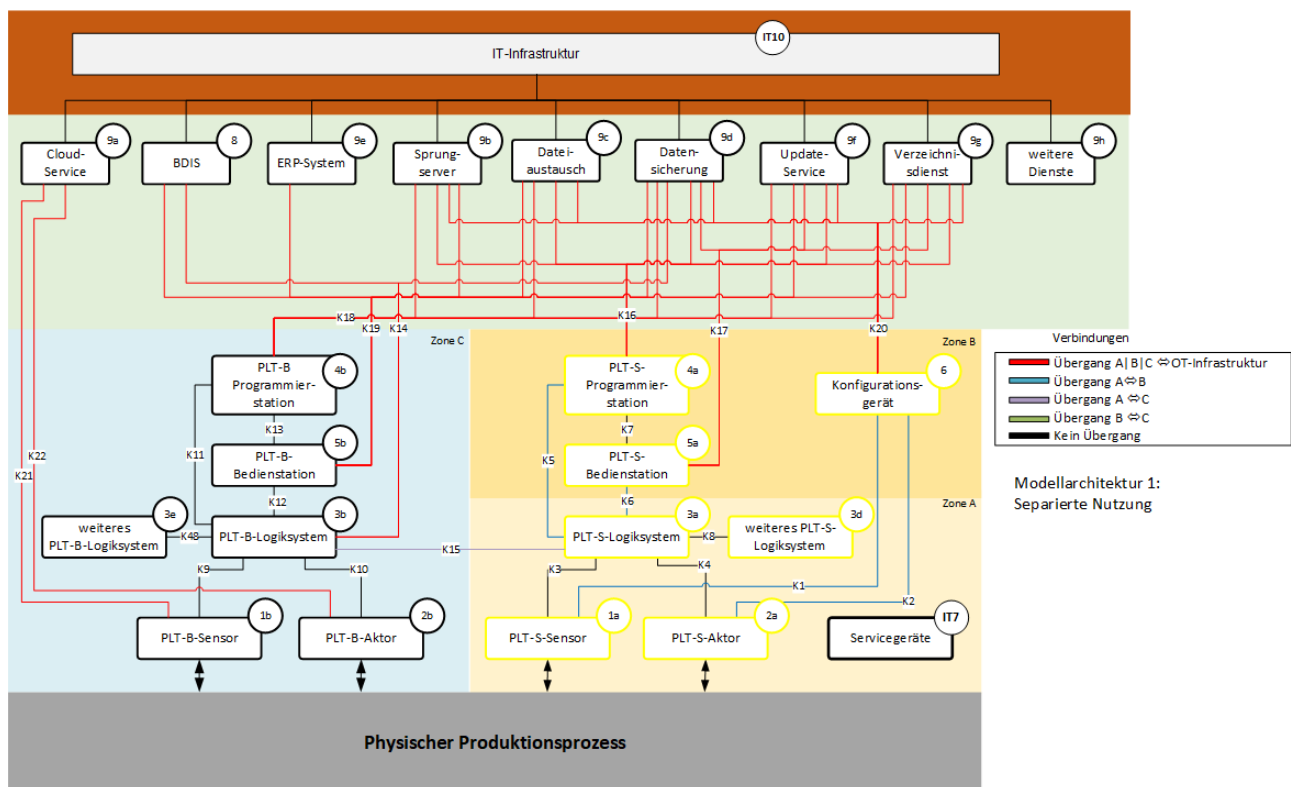 IT10
IT-Infrastruktur
9a
8
9e
9b
9c
9d
9f
9g
9h
Cloud-
Service
BDIS
ERP-System
Sprung-
server
Datei-
austausch
Daten-
sicherung
Update-
Service
Verzeichni-
sdienst
weitere
Dienste
K18
K19
K14
K16
K17
K20
Zone C
Zone B
Verbindungen
Übergang A|B|C ⇔OT-Infrastruktur
Übergang A⇔B
Übergang A ⇔C
Übergang B ⇔C
Kein Übergang
Modellarchitektur 1:
Separierte Nutzung
4b
PLT-B
Programmier-
station
4a
PLT-S-
Programmier-
station
6
Konfigurations-
gerät
K13
K7
K22
K11
K21
K5
5b
PLT-B-
Bedienstation
5a
PLT-S-
Bedienstation
K12
K6
Zone A
3e
weiteres
PLT-B-Logiksystem
K48
3b
PLT-B-Logiksystem
K15
3a
PLT-S-Logiksystem
K8
3d
weiteres PLT-S-
Logiksystem
K9
K10
K3
K4
K1
K2
1b
PLT-B-Sensor
2b
PLT-B-Aktor
1a
PLT-S-Sensor
2a
PLT-S-Aktor
IT7
Servicegeräte
Physischer Produktionsprozess